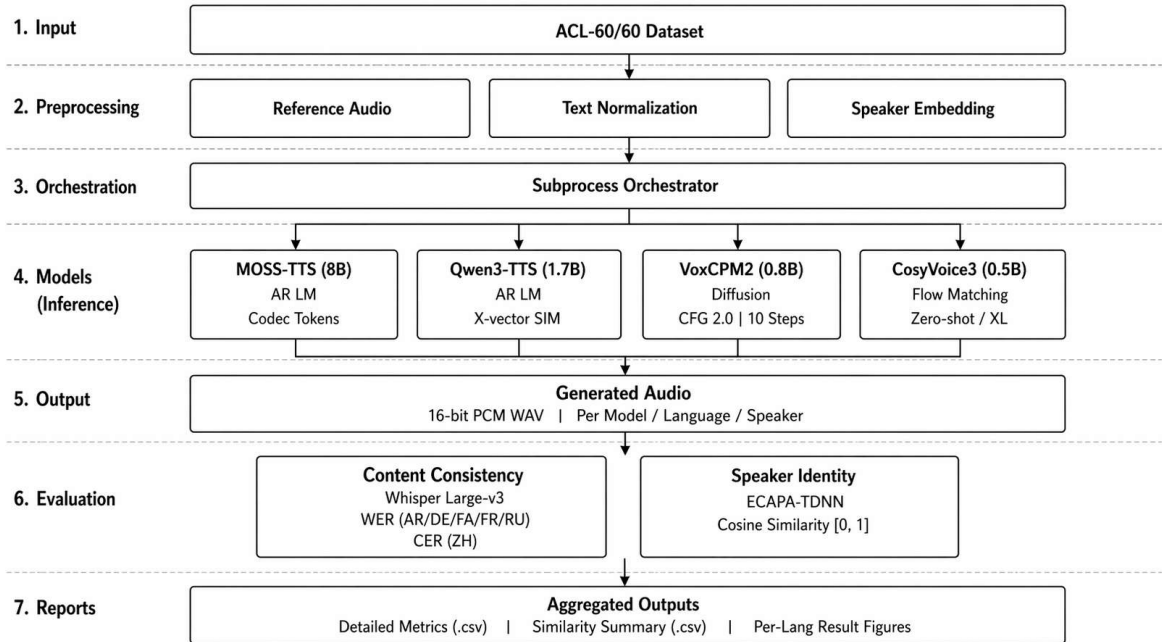 1. Input
ACL-60/60 Dataset
2. Preprocessing
Reference Audio
Text Normalization
Speaker Embedding
3. Orchestration
Subprocess Orchestrator
4. Models
(Inference)
MOSS-TTS (8B)
AR LM
Codec Tokens
Qwen3-TTS (1.7B)
AR LM
X-vector SIM
VoxCPM2 (0.8B)
Diffusion
CFG 2.0 | 10 Steps
CosyVoice3 (0.5B)
Flow Matching
Zero-shot / XL
5. Output
Generated Audio
16-bit PCM WAV | Per Model / Language / Speaker
6. Evaluation
Content Consistency
Whisper Large-v3
WER (AR/DE/FA/FR/RU)
CER (ZH)
Speaker Identity
ECAPA-TDNN
Cosine Similarity [0, 1]
7. Reports
Aggregated Outputs
Detailed Metrics (.csv) | Similarity Summary (.csv) | Per-Lang Result Figures